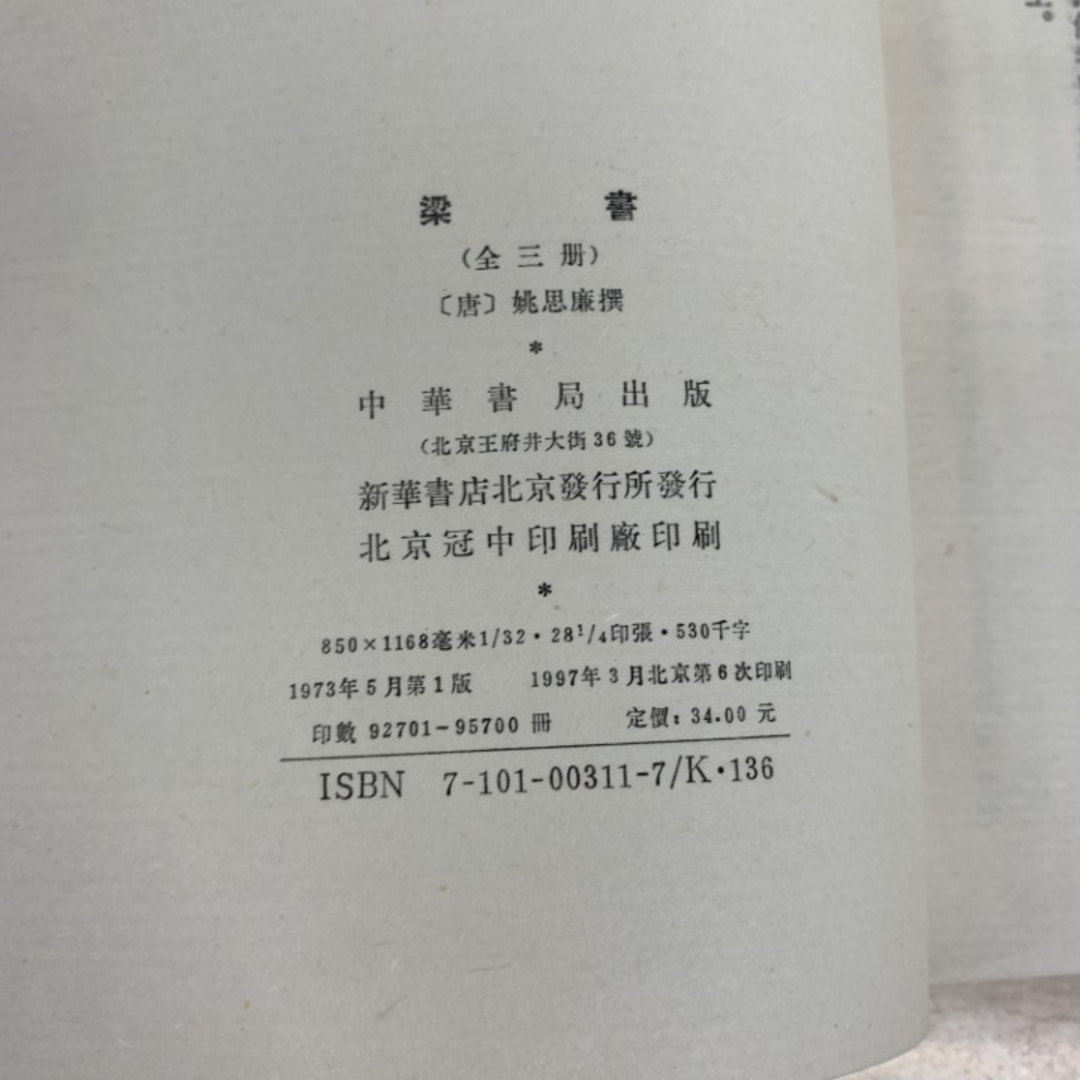 梁書
(全三册)
〔唐〕姚思廉撰
*
中華書局出版
(北京王府井大街36號)
新華書店北京發行所發行
北京冠中印刷廠印刷
*
850×1168毫米1/32·28¹/₄印張·530千字
1973年5月第1版 1997年3月北京第6次印刷
印數 92701-95700 冊 定價:34.00 元
ISBN 7-101-00311-7/K·136